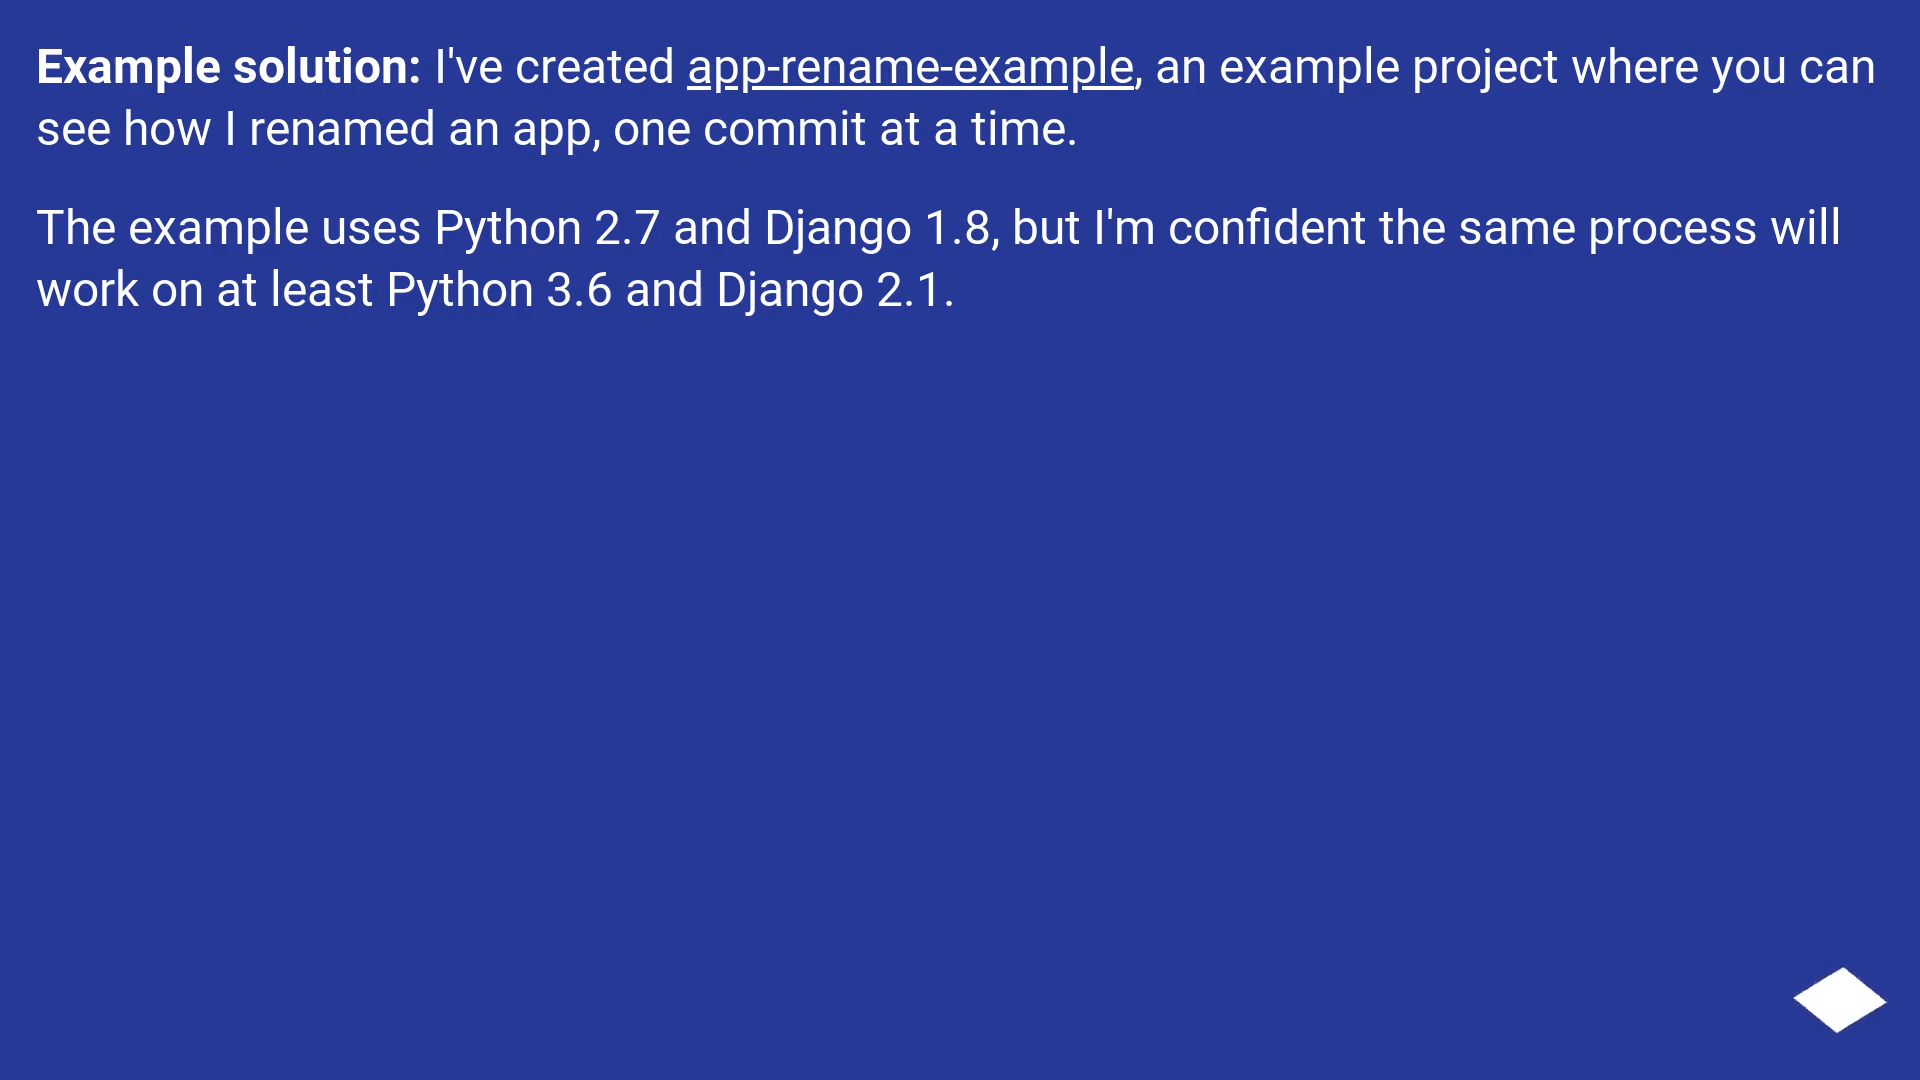 Example solution: I've created app-rename-example, an example project where you can
see how I renamed an app, one commit at a time.
The example uses Python 2.7 and Django 1.8, but I'm confident the same process will
work on at least Python 3.6 and Django 2.1.